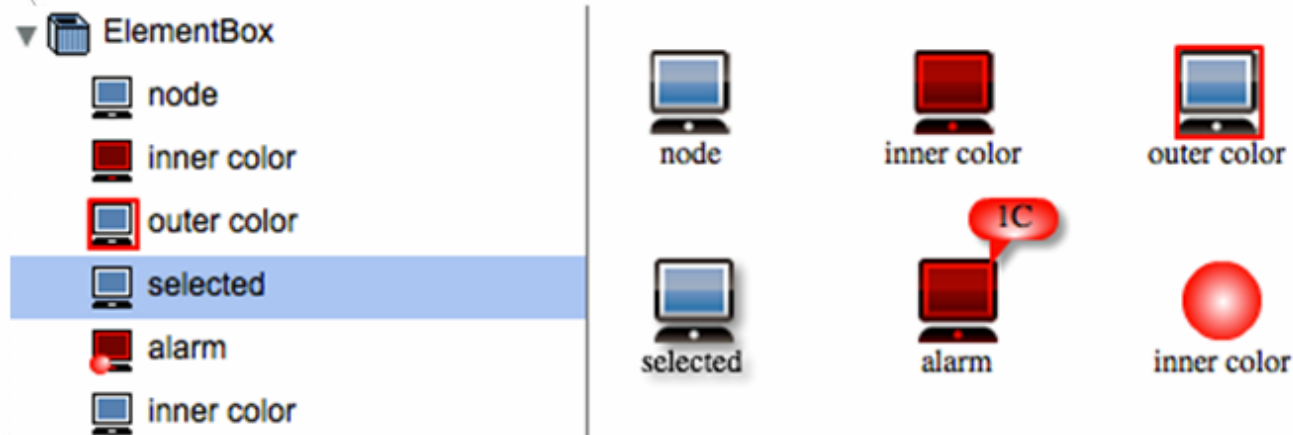 ElementBox
node
inner color
outer color
selected
alarm
inner color
node
inner color
outer color
1C
selected
alarm
inner color